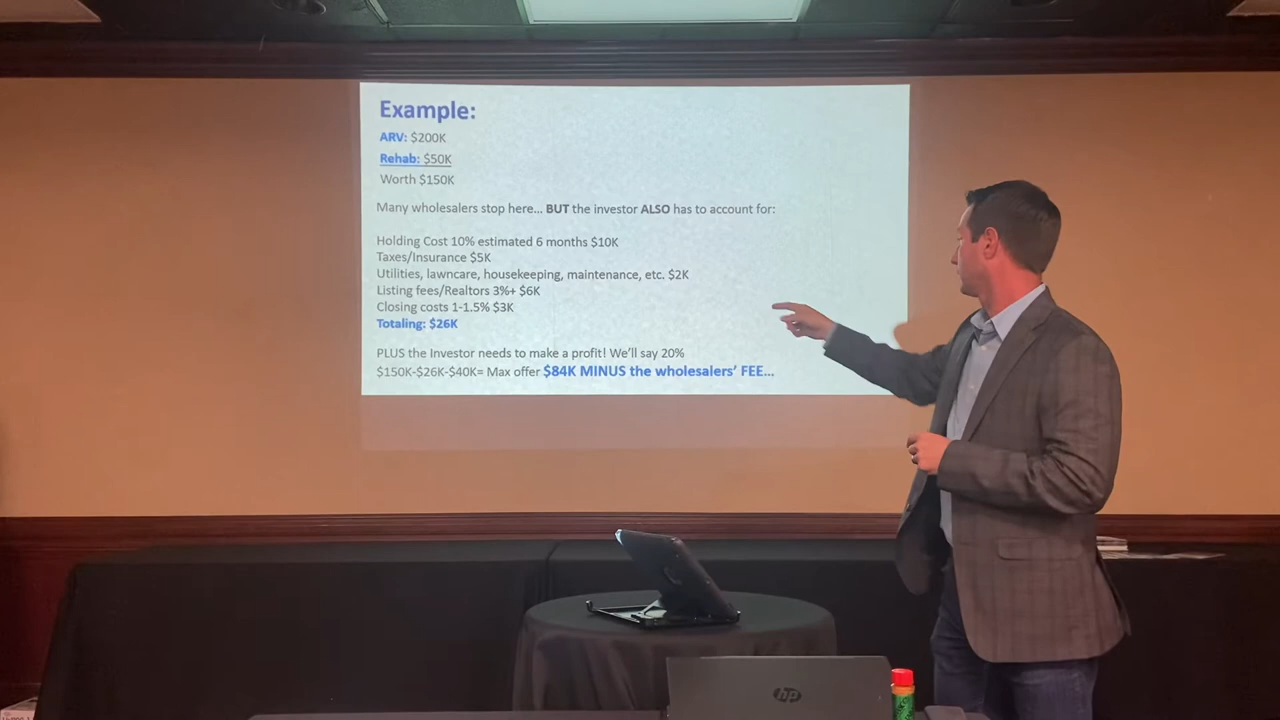 Example:
ARV: $200K
Rehab: $50K
Worth $150K
Many wholesalers stop here... BUT the investor ALSO has to account for:
Holding Cost 10% estimated 6 months $10K
Taxes/Insurance $5K
Utilities, lawncare, housekeeping, maintenance, etc. $2K
Listing fees/Realtors 3%+ $6K
Closing costs 1-1.5% $3K
Totaling: $26K
PLUS the Investor needs to make a profit! We'll say 20%
$150K-$26K-$40K= Max offer $84K MINUS the wholesalers' FEE...
hp